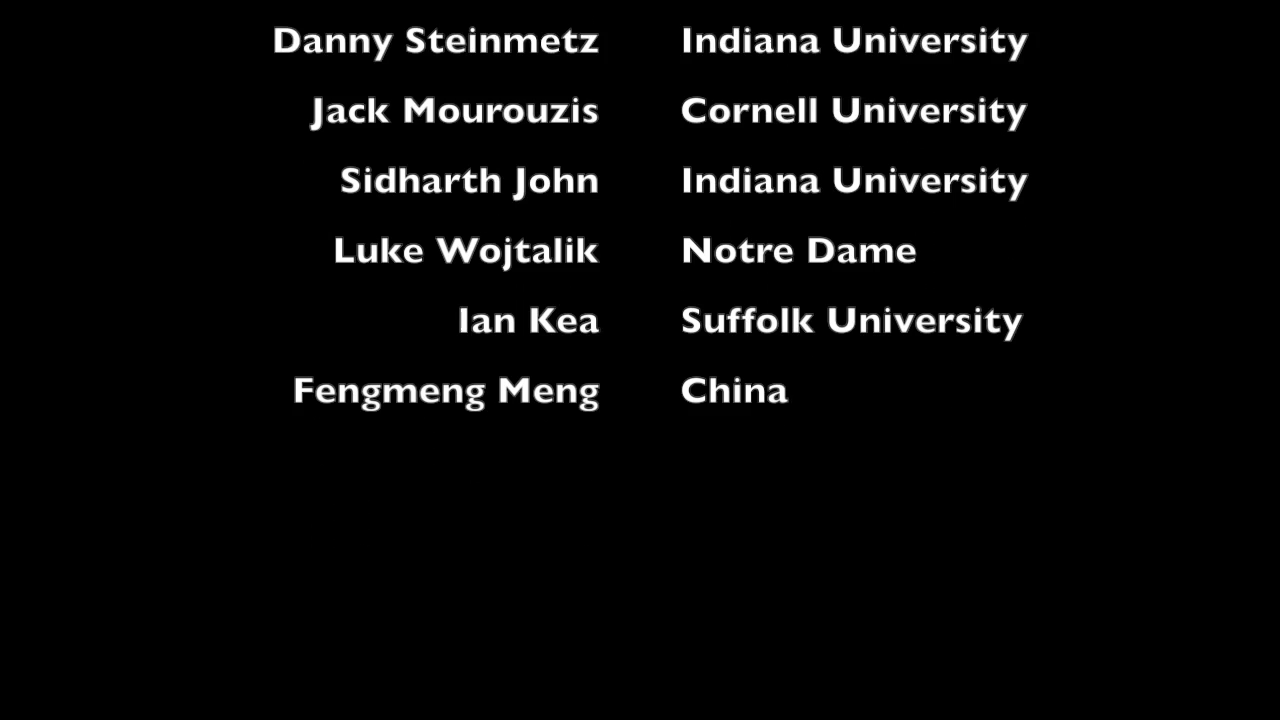 Danny Steinmetz Indiana University
Jack Mourouzis Cornell University
Sidharth John Indiana University
Luke Wojtalik Notre Dame
Ian Kea Suffolk University
Fengmeng Meng China